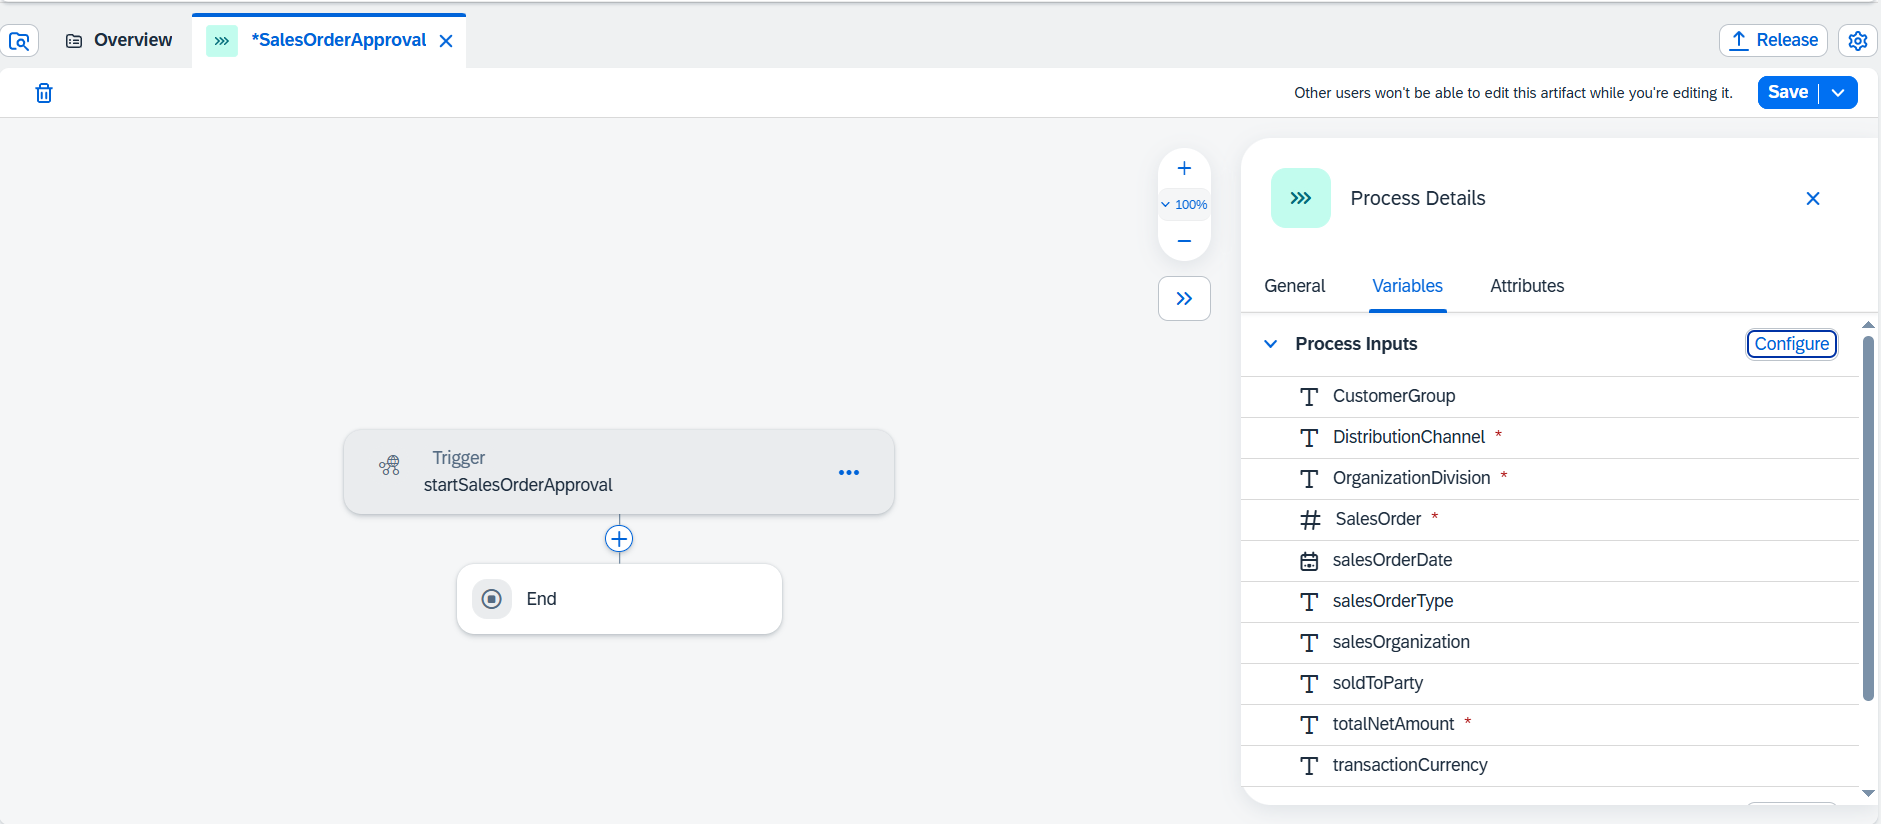 Overview
*SalesOrderApproval
Release
Other users won't be able to edit this artifact while you're editing it.
Save
100%
Process Details
General Variables Attributes
Process Inputs
Configure
CustomerGroup
DistributionChannel *
OrganizationDivision *
SalesOrder *
salesOrderDate
salesOrderType
salesOrganization
soldToParty
totalNetAmount *
transactionCurrency
Trigger
startSalesOrderApproval
End